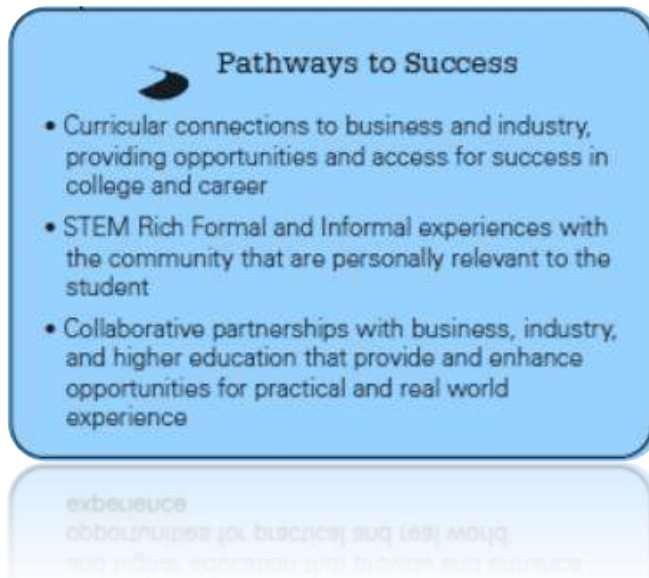 Pathways to Success
• Curricular connections to business and industry,
providing opportunities and access for success in
college and career
• STEM Rich Formal and Informal experiences with
the community that are personally relevant to the
student
• Collaborative partnerships with business, industry,
and higher education that provide and enhance
opportunities for practical and real world
experience